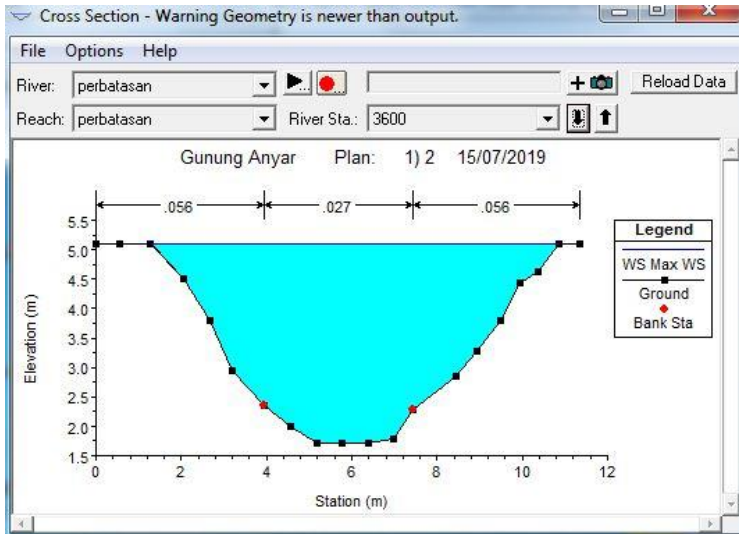 Cross Section - Warning Geometry is newer than output.
File Options Help
River: perbatasan Reload Data
Reach: perbatasan River Sta.: 3600
Gunung Anyar Plan: 1) 2 15/07/2019
.056 .027 .056
Legend
WS Max WS
Ground
Bank Sta
Elevation (m)
5.5
5.0
4.5
4.0
3.5
3.0
2.5
2.0
1.5
0 2 4 6 8 10 12
Station (m)